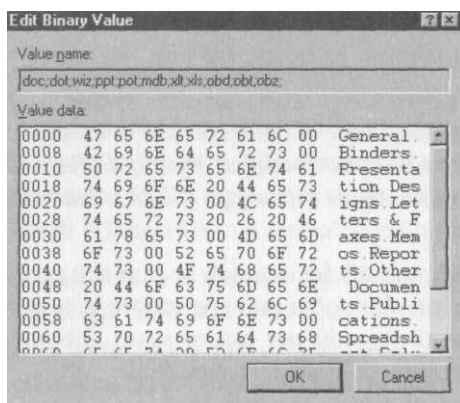 Edit Binary Value
Value name:
doc;dot;wiz;ppt;pot;mdb;xlt;xls;obd;obt;obz;
Value data:
0000 47 65 6E 65 72 61 6C 00 General.
0008 42 69 6E 64 65 72 73 00 Binders.
0010 50 72 65 73 65 6E 74 61 Presenta
0018 74 69 6F 6E 20 44 65 73 tion Des
0020 69 67 6E 73 00 4C 65 74 igns.Let
0028 74 65 72 73 20 26 20 46 ters & F
0030 61 78 65 73 00 4D 65 6D axes.Mem
0038 6F 73 00 52 65 70 6F 72 os.Repor
0040 74 73 00 4F 74 68 65 72 ts.Other
0048 20 44 6F 63 75 6D 65 6E Documen
0050 74 73 00 50 75 62 6C 69 ts.Publi
0058 63 61 74 69 6F 6E 73 00 cations.
0060 53 70 72 65 61 64 73 68 Spreadsh
OK
Cancel